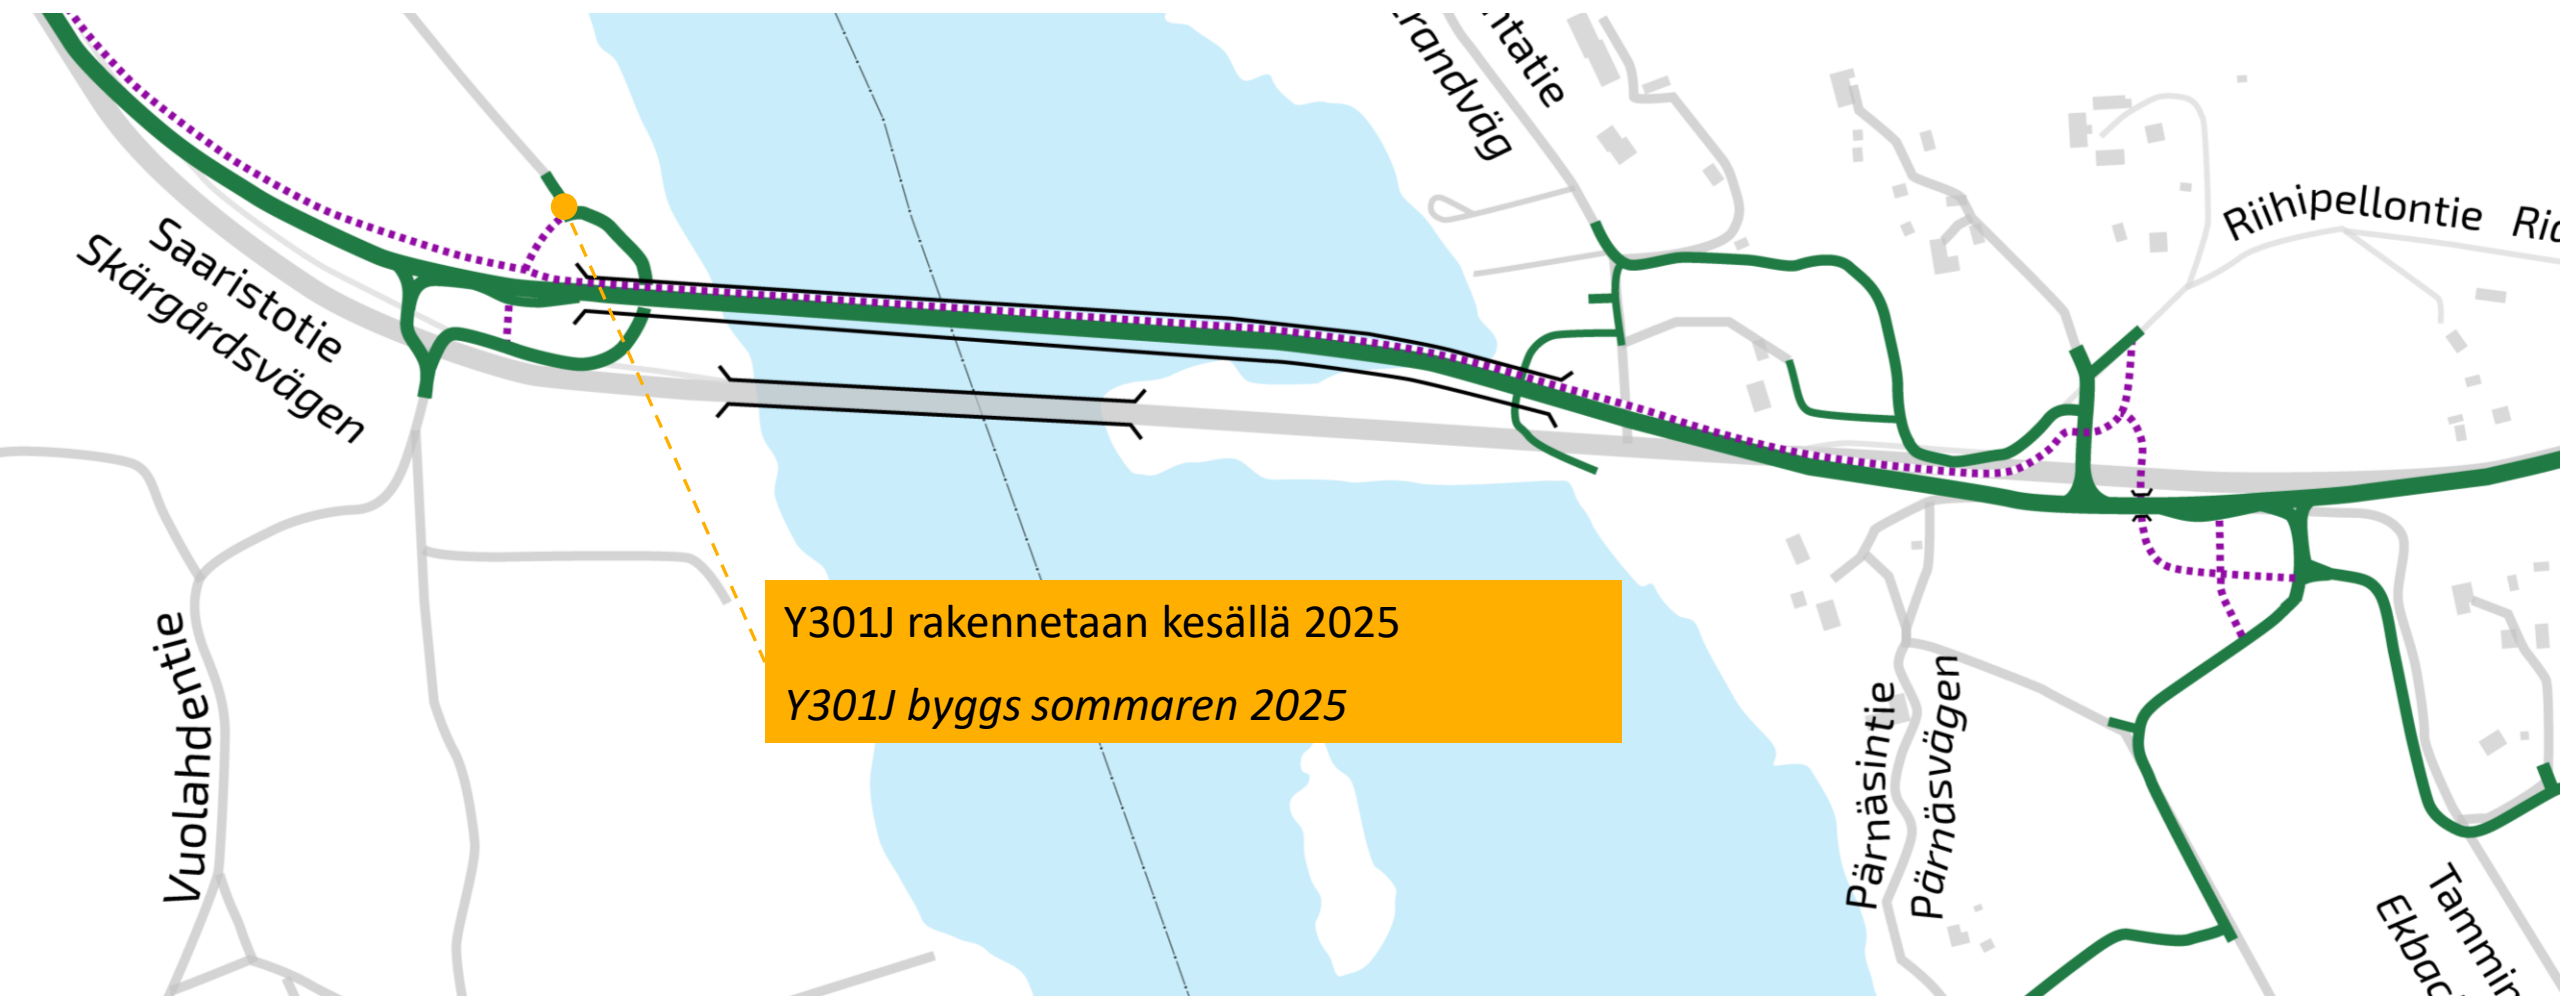 Saaristotie
Skärgårdsvägen
Vuolahdentie
Y301J rakennetaan kesällä 2025
Y301J byggs sommaren 2025
Riihipellontie
Pärnäsintie
Pärnäsvägen